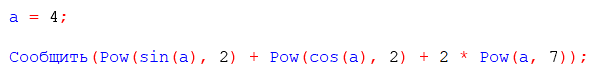 a = 4;
Сообщить(Pow(sin(a), 2) + Pow(cos(a), 2) + 2 * Pow(a, 7));